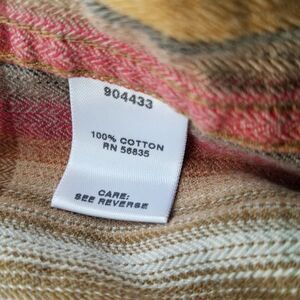 904433
100% COTTON
RN 56835
CARE:
SEE REVERSE